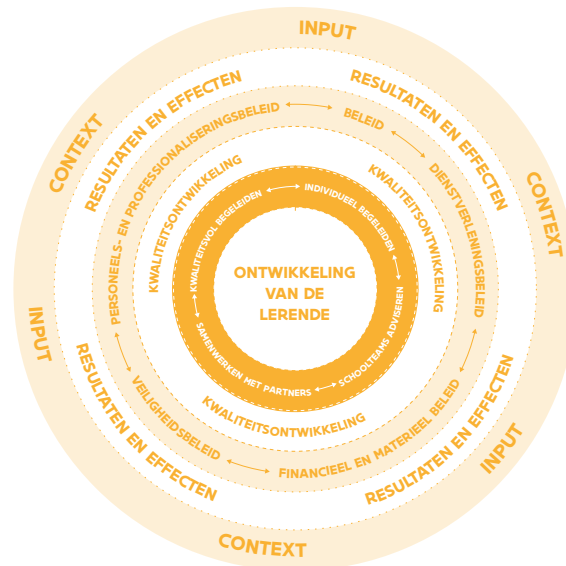 INPUT
CONTEXT
CONTEXT
INPUT
INPUT
CONTEXT
RESULTATEN EN EFFECTEN
RESULTATEN EN EFFECTEN
RESULTATEN EN EFFECTEN
RESULTATEN EN EFFECTEN
BELEID
DIENSTVERLENINGSBELEID
FINANCIEEL EN MATERIEEL BELEID
VEILIGHEIDSBELEID
PERSONEELS- EN PROFESSIONALISERINGSBELEID
KWALITEITSONTWIKKELING
KWALITEITSONTWIKKELING
KWALITEITSONTWIKKELING
KWALITEITSVOL BEGELEIDEN
INDIVIDUEEL BEGELEIDEN
SCHOOLTEAMS ADVISEREN
SAMENWERKEN MET PARTNERS
ONTWIKKELING
VAN DE
LERENDE